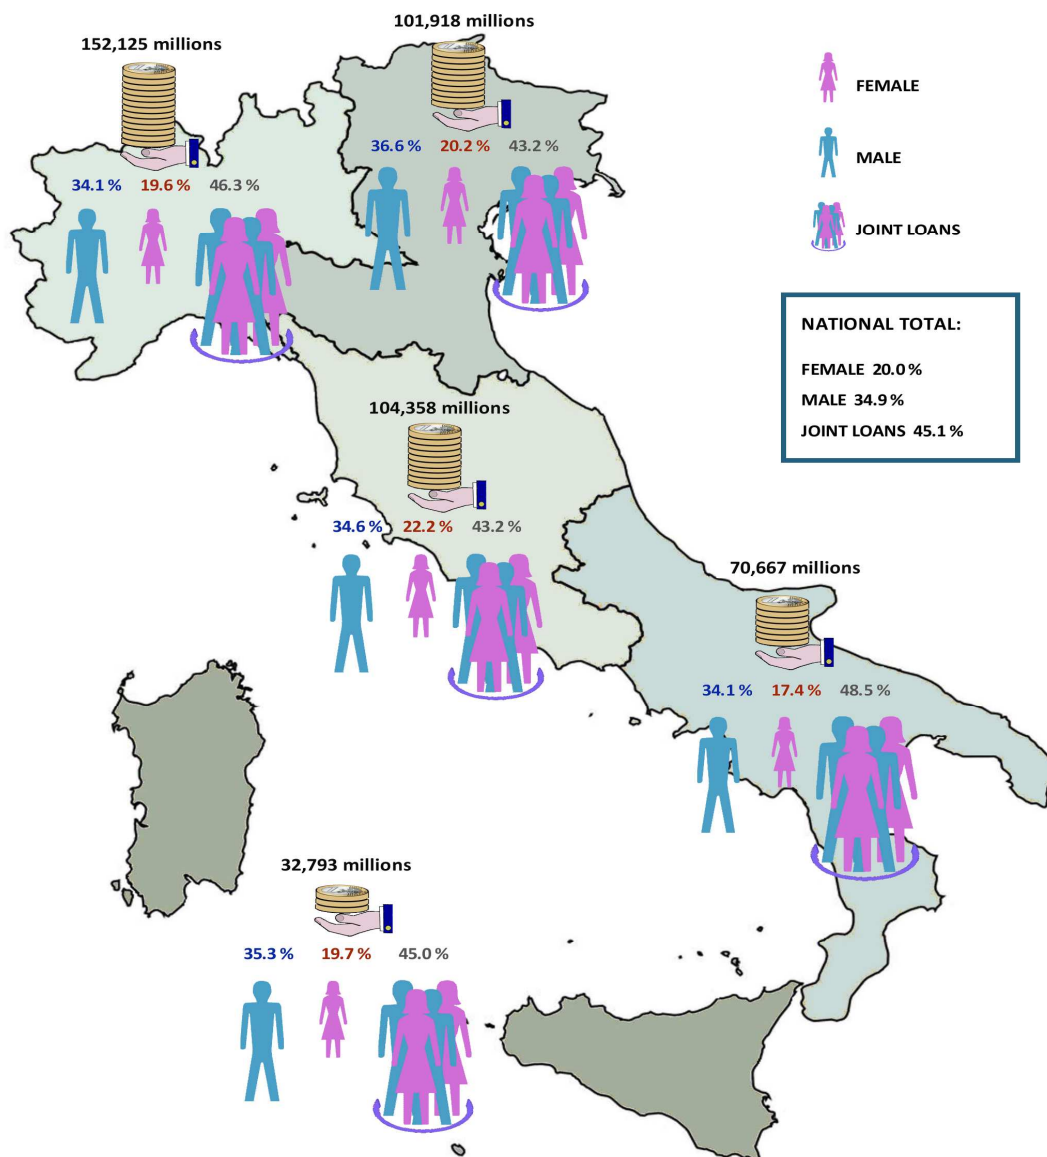 101,918 millions
152,125 millions
36.6 % 20.2 % 43.2 %
34.1 % 19.6 % 46.3 %
FEMALE
MALE
JOINT LOANS
NATIONAL TOTAL:
FEMALE 20.0 %
MALE 34.9 %
JOINT LOANS 45.1 %
104,358 millions
34.6 % 22.2 % 43.2 %
70,667 millions
34.1 % 17.4 % 48.5 %
32,793 millions
35.3 % 19.7 % 45.0 %